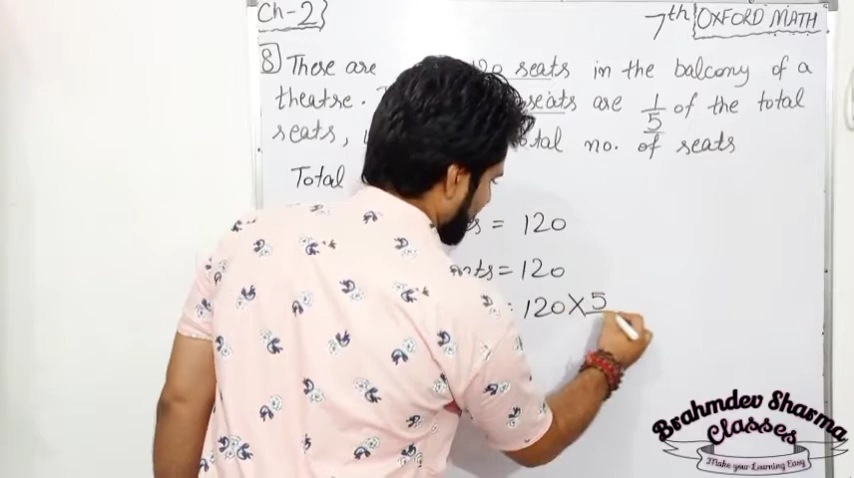 Ch-2
7th OXFORD MATH
8 There are 120 seats in the balcony of a
theatre. seats are 1/5 of the total
seats, total no. of seats
Total
= 120
= 120
120 X 5
Brahmdev Sharma
Classes
Make your Learning Easy